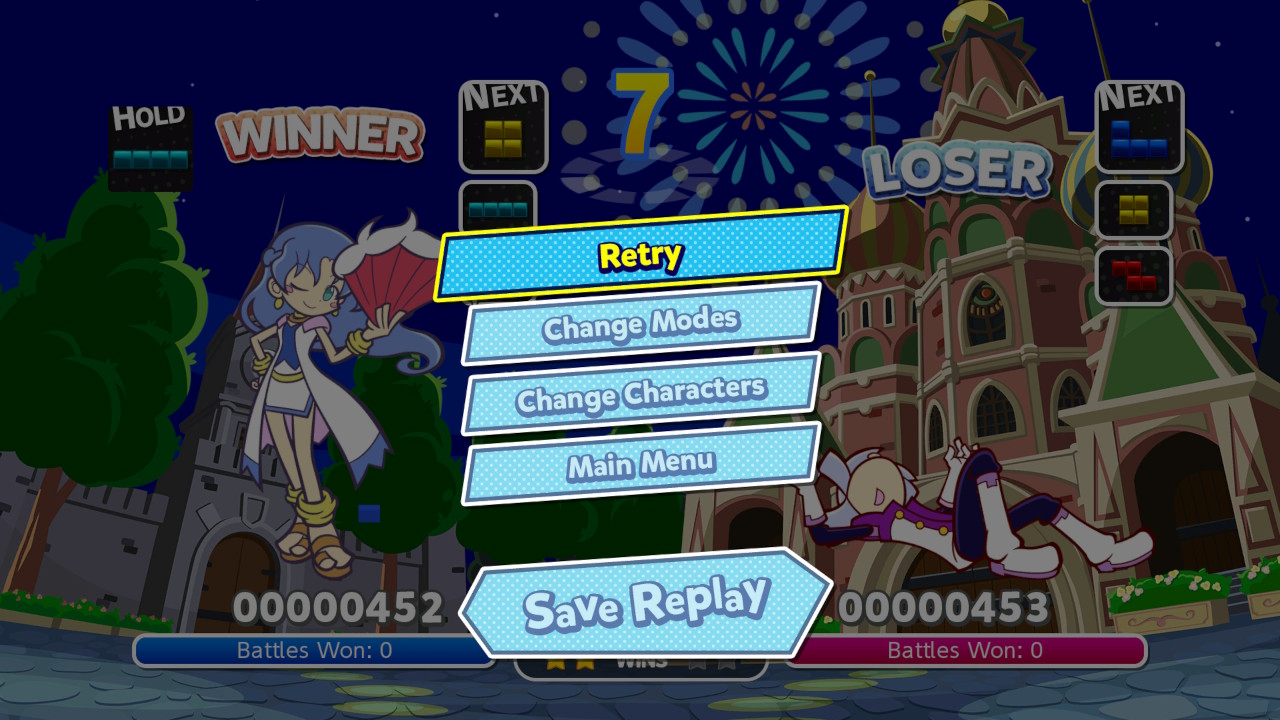 HOLD
WINNER
NEXT
7
LOSER
NEXT
Retry
Change Modes
Change Characters
Main Menu
Save Replay
00000452
00000453
Battles Won: 0
WINS
Battles Won: 0